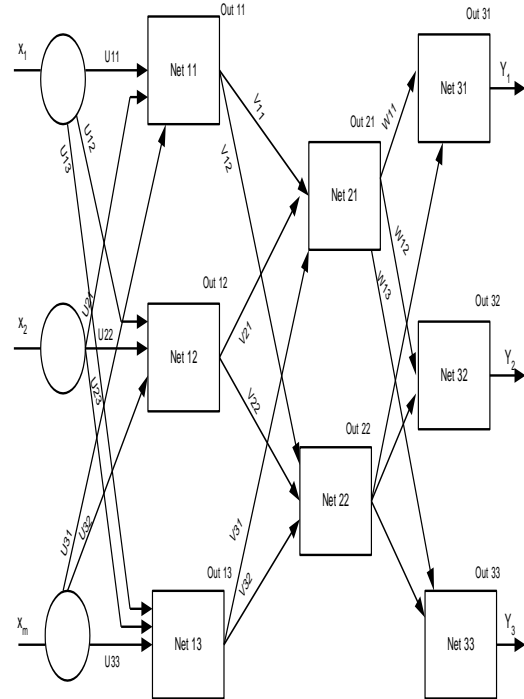 Out 11
Out 31
X1
U11
Net 11
Net 31
Y1
U12
U13
V11
V12
Out 21
W11
Net 21
W12
W13
Out 12
Out 32
X2
U21
U22
U23
Net 12
V21
V22
Net 32
Y2
Out 22
Net 22
U31
U32
V31
V32
Out 13
Out 33
Xm
U33
Net 13
Net 33
Y3